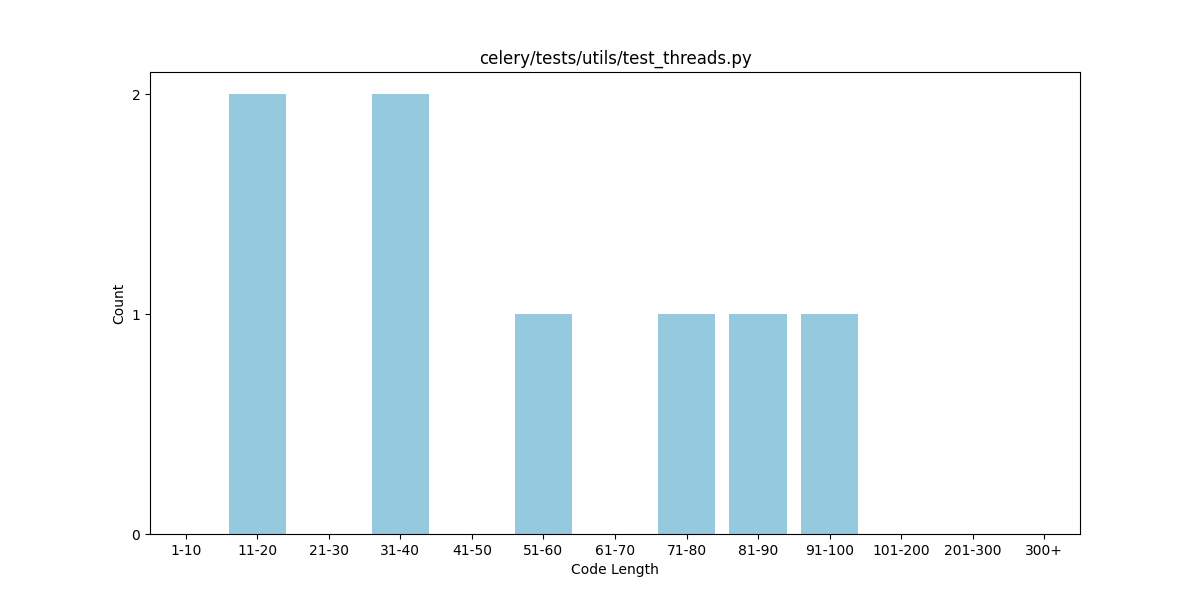 celery/tests/utils/test_threads.py
2
1
0
Count
1-10 11-20 21-30 31-40 41-50 51-60 61-70 71-80 81-90 91-100 101-200 201-300 300+
Code Length